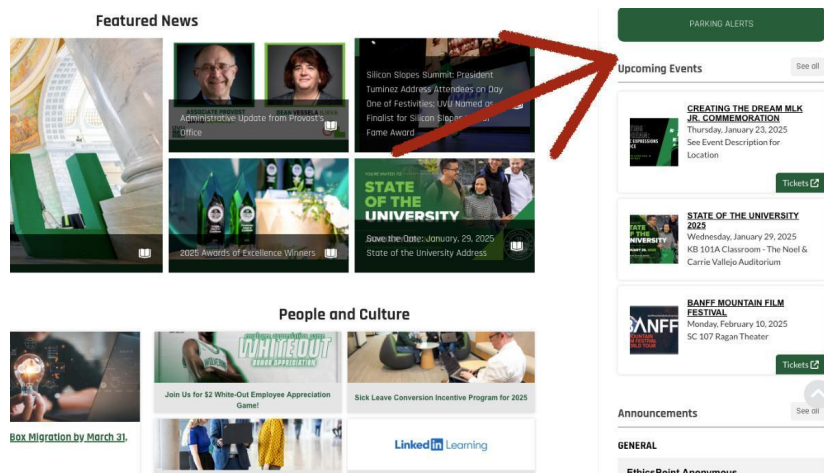 Featured News
ASSOCIATE PROVOST
Administrative Update from Provost's
Office
Silicon Slopes Summit: President
Tuminez Address Attendees on Day
One of Festivities; UVU Named as
Finalist for Silicon Slopes
Fame Award
2025 Awards of Excellence Winners
STATE
OF THE
UNIVERSITY
Save the Date: January, 29, 2025
State of the University Address
People and Culture
WHITEOUT
Join Us for $2 White-Out Employee Appreciation
Game!
Sick Leave Conversion Incentive Program for 2025
Box Migration by March 31,
Linked in Learning
PARKING ALERTS
Upcoming Events
See all
CREATING THE DREAM MLK
JR. COMMEMORATION
Thursday, January 23, 2025
See Event Description for
Location
Tickets
STATE OF THE UNIVERSITY
2025
Wednesday, January 29, 2025
KB 101A Classroom - The Noel &
Carrie Vallejo Auditorium
BANFF
BANFF MOUNTAIN FILM
FESTIVAL
Monday, February 10, 2025
SC 107 Ragan Theater
Tickets
Announcements
See all
GENERAL
EthicsPoint Anonymous